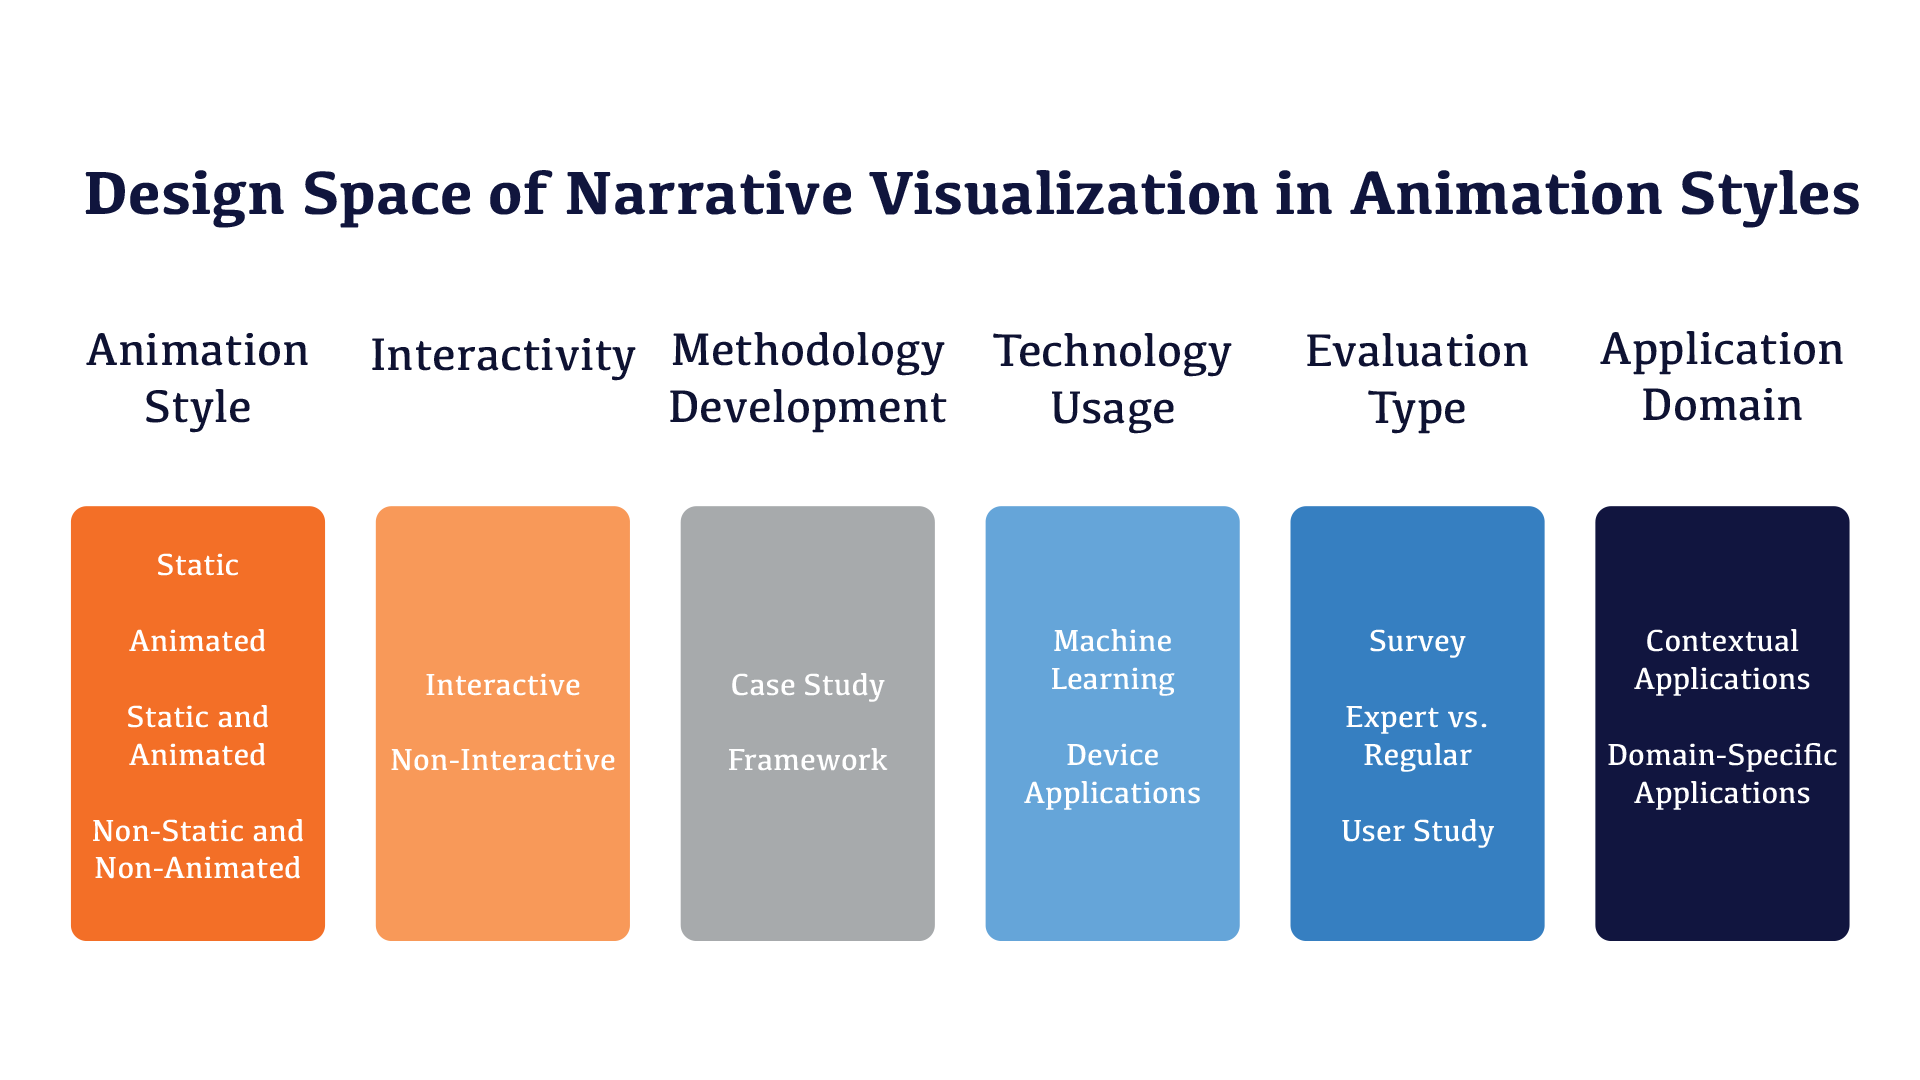 Design Space of Narrative Visualization in Animation Styles
Animation
Style
Interactivity
Methodology
Development
Technology
Usage
Evaluation
Type
Application
Domain
Static
Animated
Static and
Animated
Non-Static and
Non-Animated
Interactive
Non-Interactive
Case Study
Framework
Machine
Learning
Device
Applications
Survey
Expert vs.
Regular
User Study
Contextual
Applications
Domain-Specific
Applications